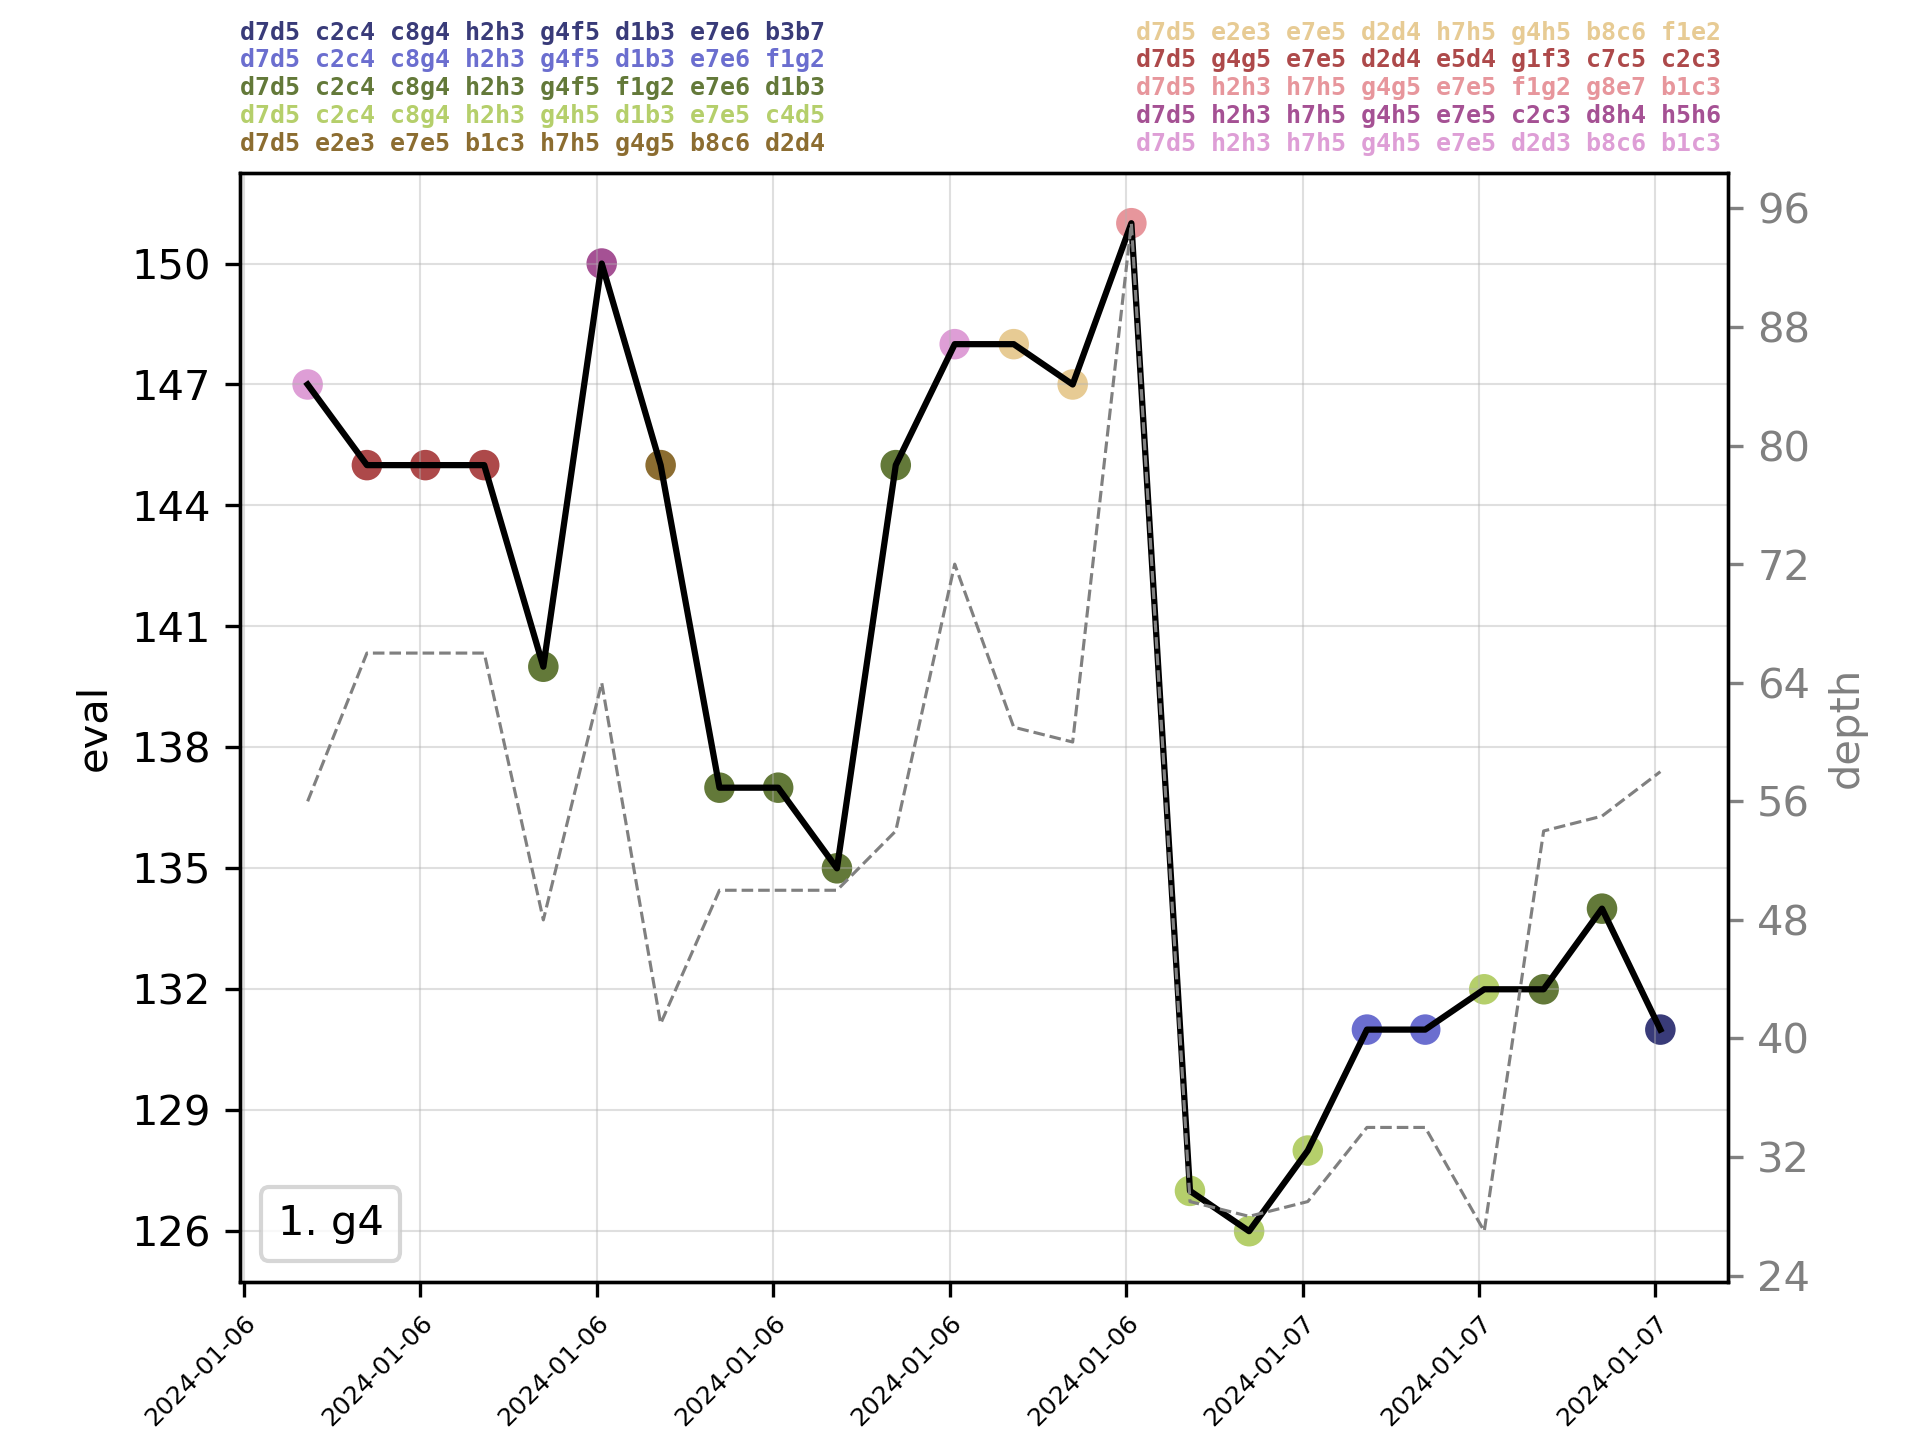 d7d5 c2c4 c8g4 h2h3 g4f5 d1b3 e7e6 b3b7
d7d5 c2c4 c8g4 h2h3 g4f5 d1b3 e7e6 f1g2
d7d5 c2c4 c8g4 h2h3 g4f5 f1g2 e7e6 d1b3
d7d5 c2c4 c8g4 h2h3 g4h5 d1b3 e7e5 c4d5
d7d5 e2e3 e7e5 b1c3 h7h5 g4g5 b8c6 d2d4
d7d5 e2e3 e7e5 d2d4 h7h5 g4h5 b8c6 f1e2
d7d5 g4g5 e7e5 d2d4 e5d4 g1f3 c7c5 c2c3
d7d5 h2h3 h7h5 g4g5 e7e5 f1g2 g8e7 b1c3
d7d5 h2h3 h7h5 g4h5 e7e5 c2c3 d8h4 h5h6
d7d5 h2h3 h7h5 g4h5 e7e5 d2d3 b8c6 b1c3
eval
150
147
144
141
138
135
132
129
126
96
88
80
72
64
56
48
40
32
24
depth
1. g4
2024-01-06
2024-01-06
2024-01-06
2024-01-06
2024-01-06
2024-01-06
2024-01-07
2024-01-07
2024-01-07